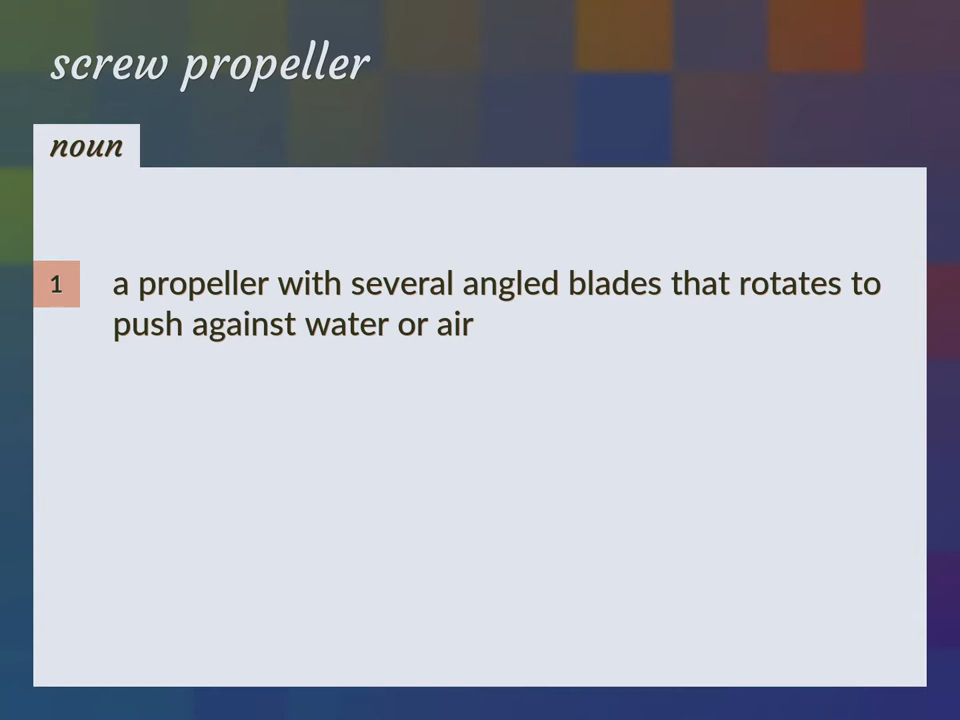 screw propeller
noun
1 a propeller with several angled blades that rotates to
push against water or air